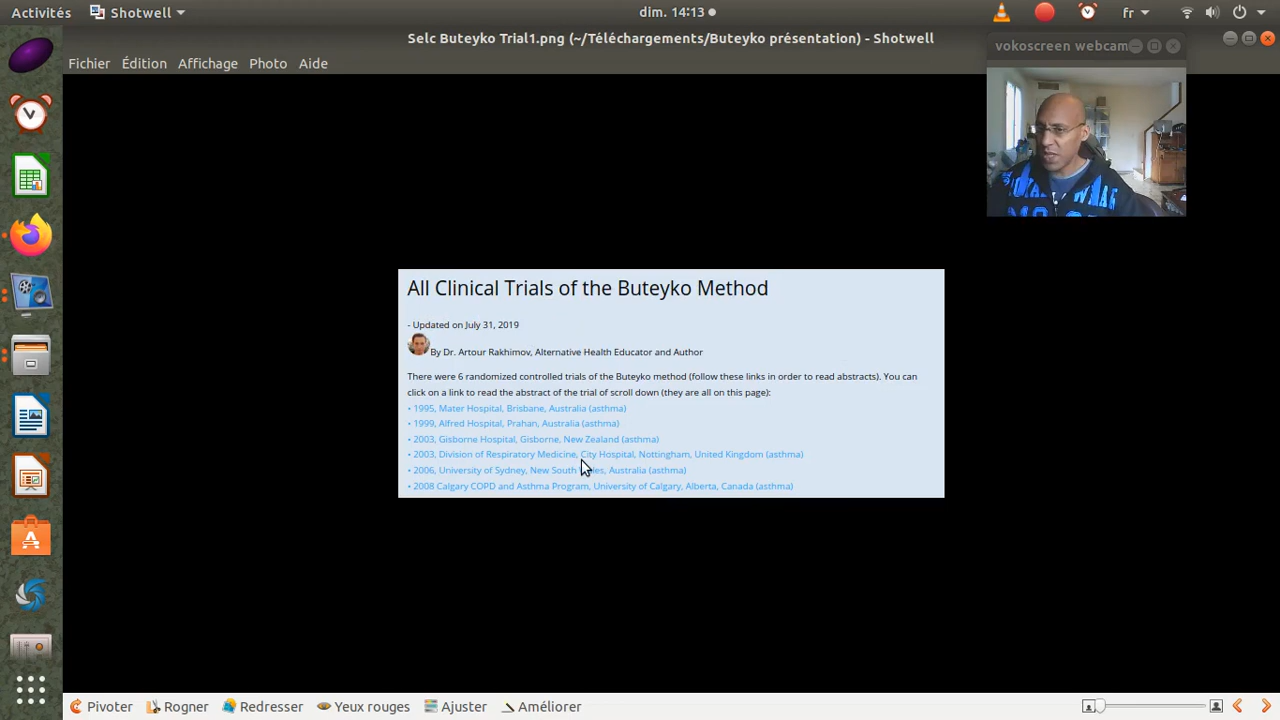 Activités
Shotwell
dim. 14:13
fr
Selc Buteyko Trial1.png (~/Téléchargements/Buteyko présentation) - Shotwell
vokoscreen webcam
Fichier Édition Affichage Photo Aide
All Clinical Trials of the Buteyko Method
- Updated on July 31, 2019
By Dr. Artour Rakhimov, Alternative Health Educator and Author
There were 6 randomized controlled trials of the Buteyko method (follow these links in order to read abstracts). You can
click on a link to read the abstract of the trial of scroll down (they are all on this page):
• 1995, Mater Hospital, Brisbane, Australia (asthma)
• 1999, Alfred Hospital, Prahan, Australia (asthma)
• 2003, Gisborne Hospital, Gisborne, New Zealand (asthma)
• 2003, Division of Respiratory Medicine, City Hospital, Nottingham, United Kingdom (asthma)
• 2006, University of Sydney, New South Wales, Australia (asthma)
• 2008 Calgary COPD and Asthma Program, University of Calgary, Alberta, Canada (asthma)
Pivoter Rogner Redresser Yeux rouges Ajuster Améliorer